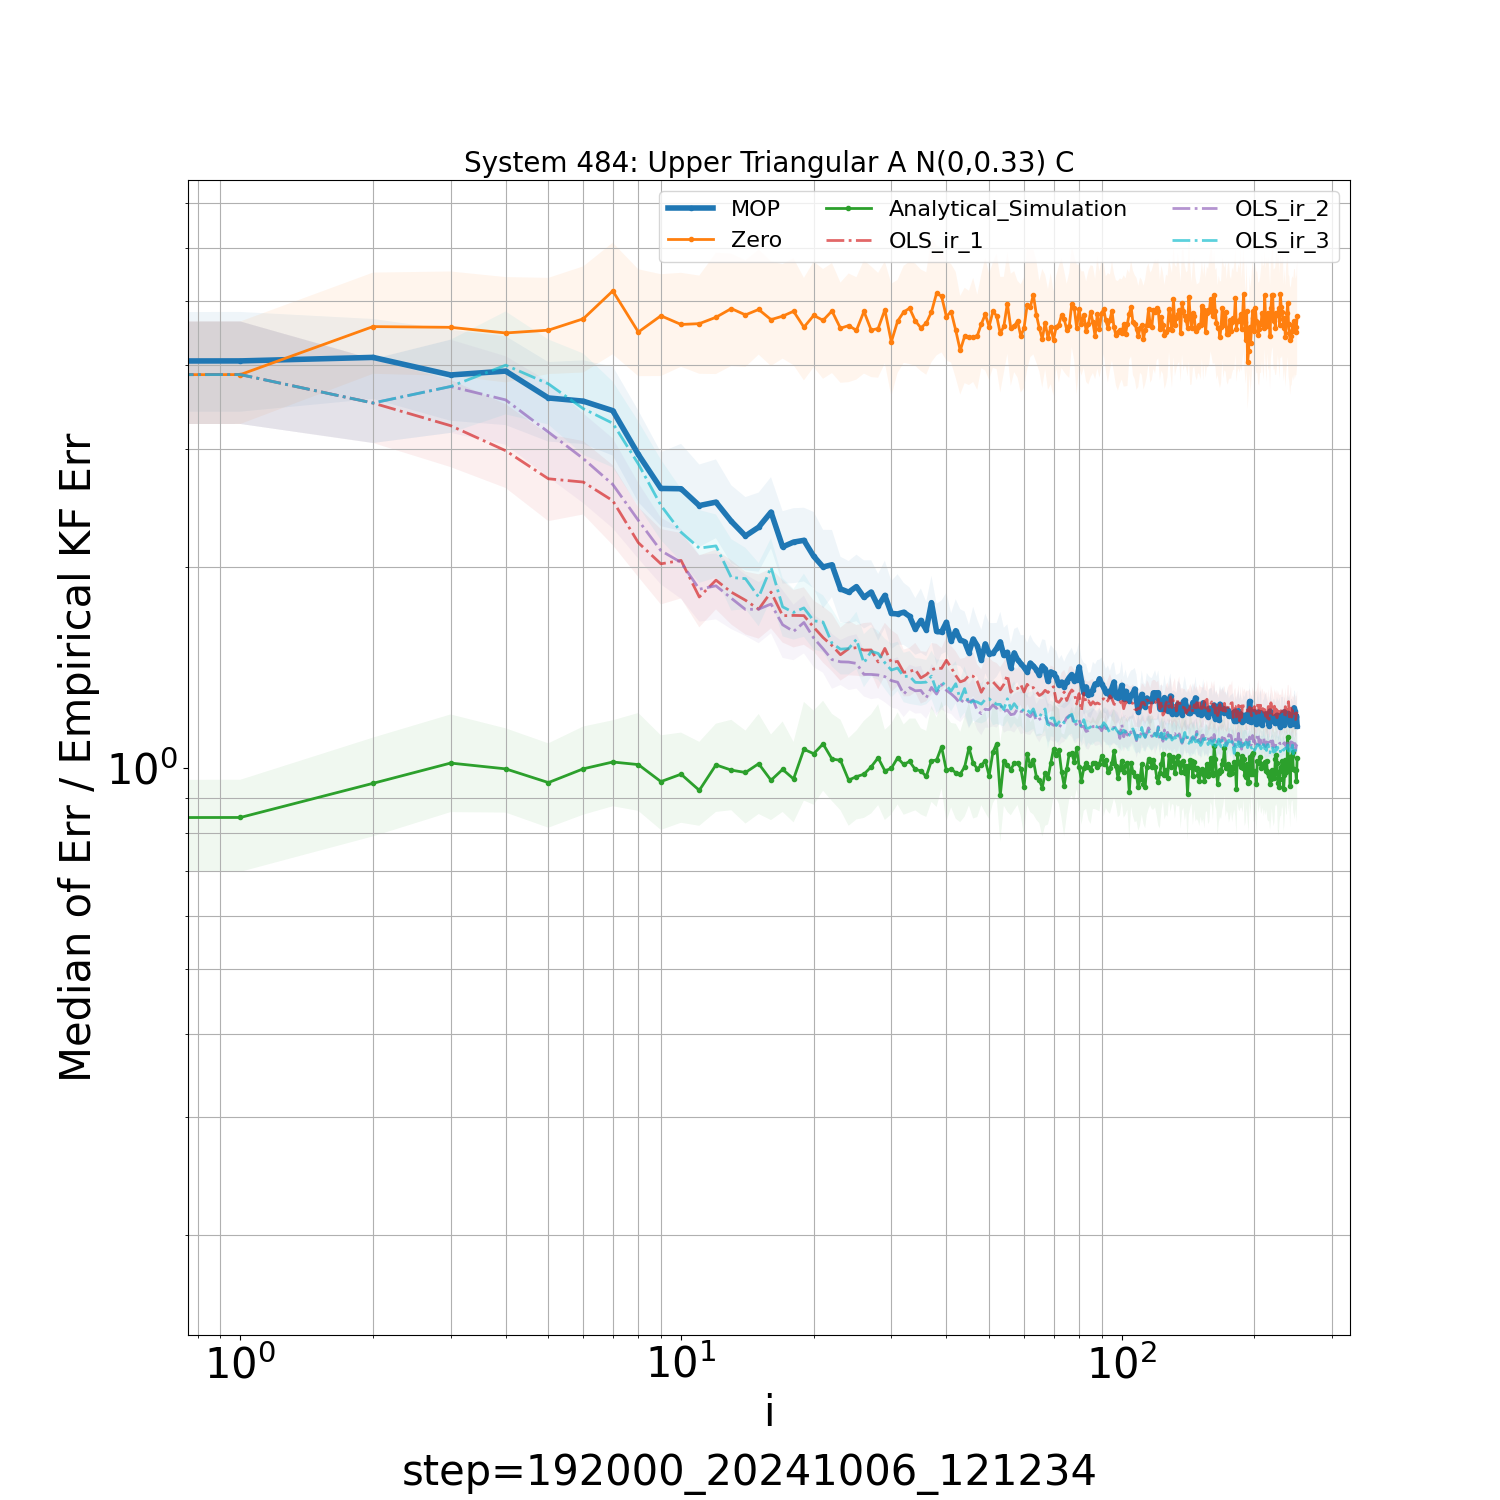 System 484: Upper Triangular A N(0,0.33) C
MOP
Zero
Analytical_Simulation
OLS_ir_1
OLS_ir_2
OLS_ir_3
Median of Err / Empirical KF Err
10⁰
10⁰
10¹
10²
i
step=192000_20241006_121234